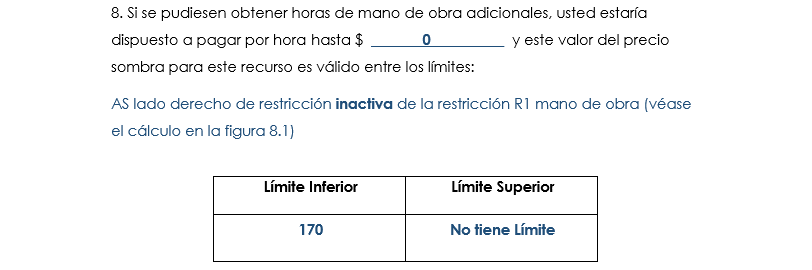 8. Si se pudiesen obtener horas de mano de obra adicionales, usted estaría
dispuesto a pagar por hora hasta $ ______0________ y este valor del precio
sombra para este recurso es válido entre los límites:
AS lado derecho de restricción inactiva de la restricción R1 mano de obra (véase
el cálculo en la figura 8.1)
Límite Inferior Límite Superior
170 No tiene Límite